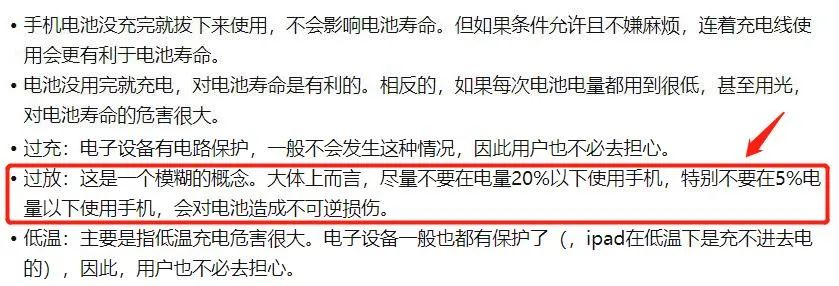 • 手机电池没充完就拔下来使用，不会影响电池寿命。但如果条件允许且不嫌麻烦，连着充电线使
用会更有利于电池寿命。
• 电池没用完就充电，对电池寿命是有利的。相反的，如果每次电池电量都用到很低，甚至用光，
对电池寿命的危害很大。
• 过充：电子设备有电路保护，一般不会发生这种情况，因此用户也不必去担心。
• 过放：这是一个模糊的概念。大体上而言，尽量不要在电量20%以下使用手机，特别不要在5%电
量以下使用手机，会对电池造成不可逆损伤。
• 低温：主要是指低温充电危害很大。电子设备一般也都有保护了（，ipad在低温下是充不进去电
的），因此，用户也不必去担心。